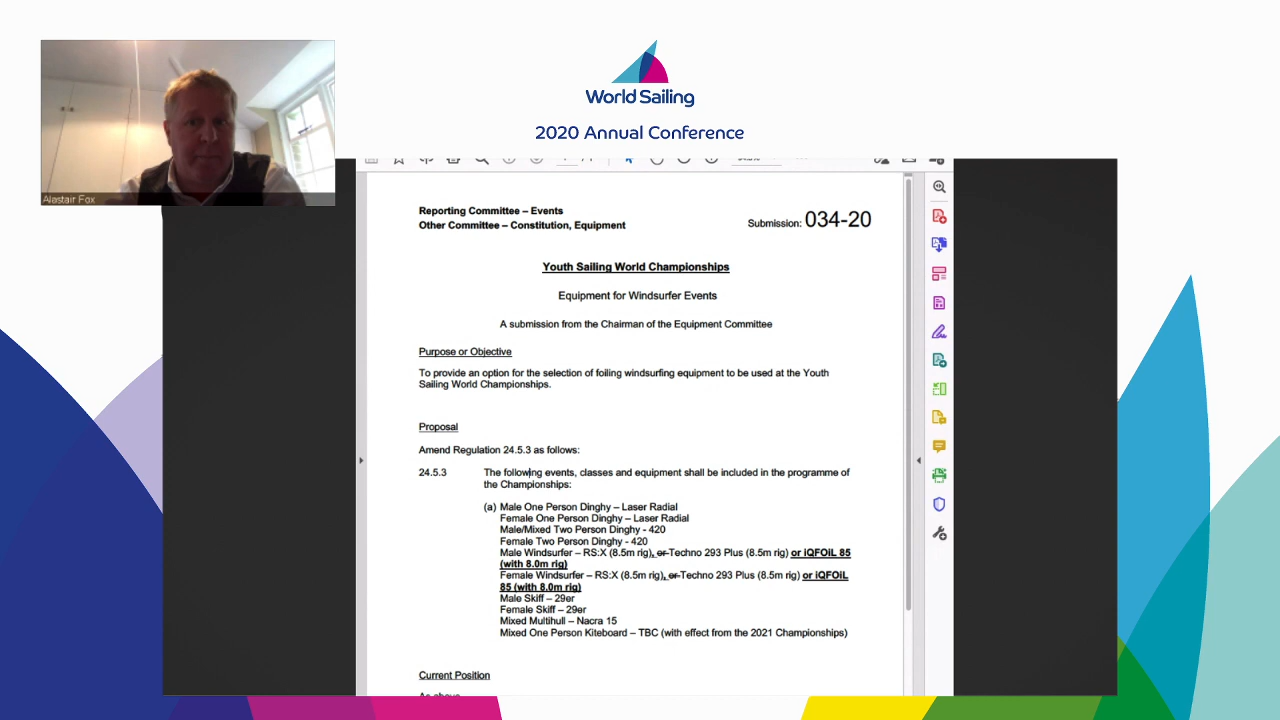 World Sailing
2020 Annual Conference
Alastair Fox
Reporting Committee – Events
Other Committee – Constitution, Equipment
Submission: 034-20
Youth Sailing World Championships
Equipment for Windsurfer Events
A submission from the Chairman of the Equipment Committee
Purpose or Objective
To provide an option for the selection of foiling windsurfing equipment to be used at the Youth
Sailing World Championships.
Proposal
Amend Regulation 24.5.3 as follows:
24.5.3 The following events, classes and equipment shall be included in the programme of
the Championships:
(a) Male One Person Dinghy – Laser Radial
Female One Person Dinghy – Laser Radial
Male/Mixed Two Person Dinghy - 420
Female Two Person Dinghy - 420
Male Windsurfer – RS:X (8.5m rig), or Techno 293 Plus (8.5m rig) or iQFOiL 85
(with 8.0m rig)
Female Windsurfer – RS:X (8.5m rig), or Techno 293 Plus (8.5m rig) or iQFOiL
85 (with 8.0m rig)
Male Skiff – 29er
Female Skiff – 29er
Mixed Multihull – Nacra 15
Mixed One Person Kiteboard – TBC (with effect from the 2021 Championships)
Current Position
As above